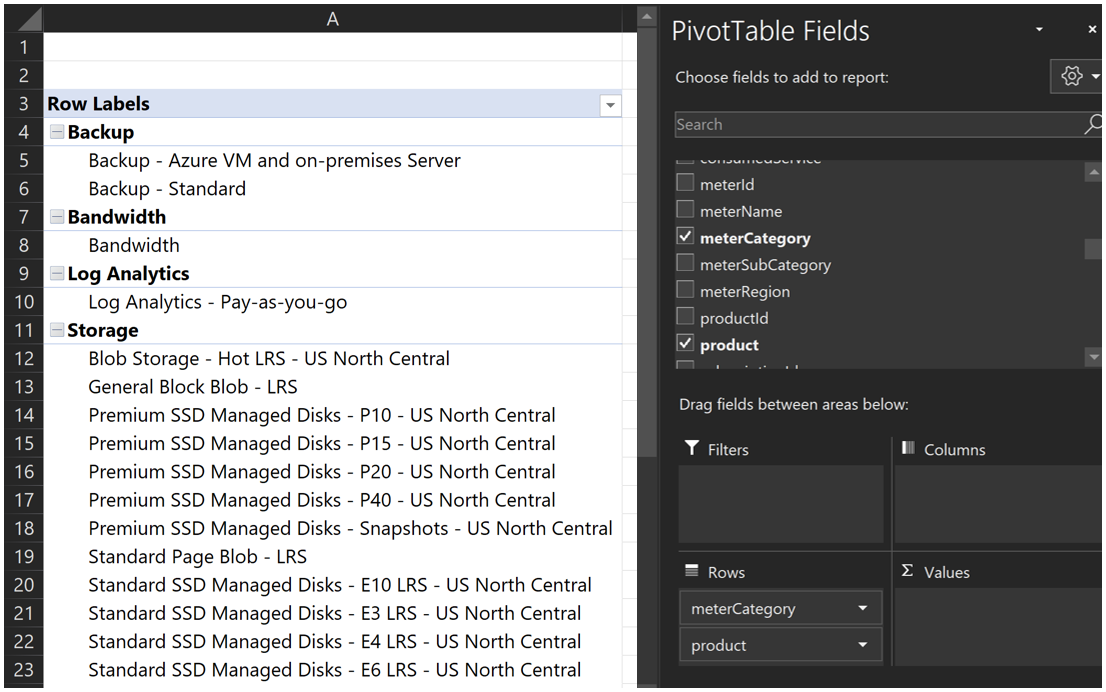 A
1
2
3 Row Labels
4 Backup
5 Backup - Azure VM and on-premises Server
6 Backup - Standard
7 Bandwidth
8 Bandwidth
9 Log Analytics
10 Log Analytics - Pay-as-you-go
11 Storage
12 Blob Storage - Hot LRS - US North Central
13 General Block Blob - LRS
14 Premium SSD Managed Disks - P10 - US North Central
15 Premium SSD Managed Disks - P15 - US North Central
16 Premium SSD Managed Disks - P20 - US North Central
17 Premium SSD Managed Disks - P40 - US North Central
18 Premium SSD Managed Disks - Snapshots - US North Central
19 Standard Page Blob - LRS
20 Standard SSD Managed Disks - E10 LRS - US North Central
21 Standard SSD Managed Disks - E3 LRS - US North Central
22 Standard SSD Managed Disks - E4 LRS - US North Central
23 Standard SSD Managed Disks - E6 LRS - US North Central
PivotTable Fields
Choose fields to add to report:
Search
consumedService
meterId
meterName
meterCategory
meterSubCategory
meterRegion
productId
product
Drag fields between areas below:
Filters
Columns
Rows
Σ Values
meterCategory
product